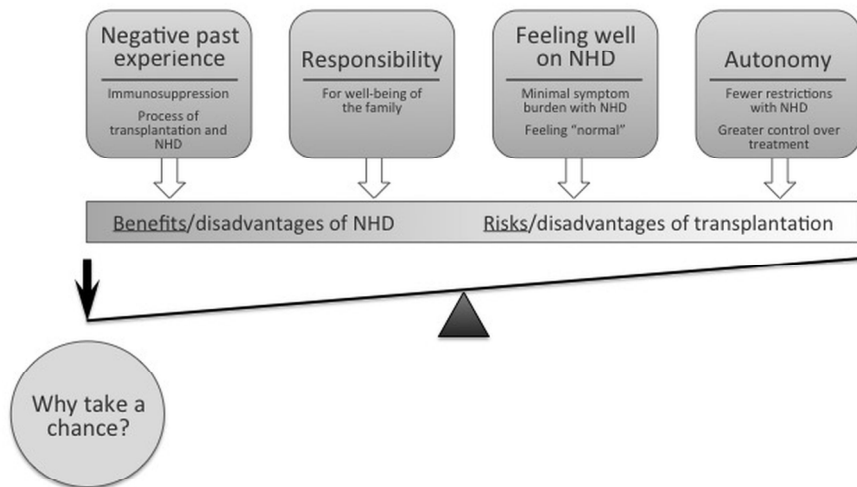 Negative past
experience
Immunosuppression
Process of
transplantation and
NHD
Responsibility
For well-being of
the family
Feeling well
on NHD
Minimal symptom
burden with NHD
Feeling “normal”
Autonomy
Fewer restrictions
with NHD
Greater control over
treatment
Benefits/disadvantages of NHD
Risks/disadvantages of transplantation
Why take a
chance?